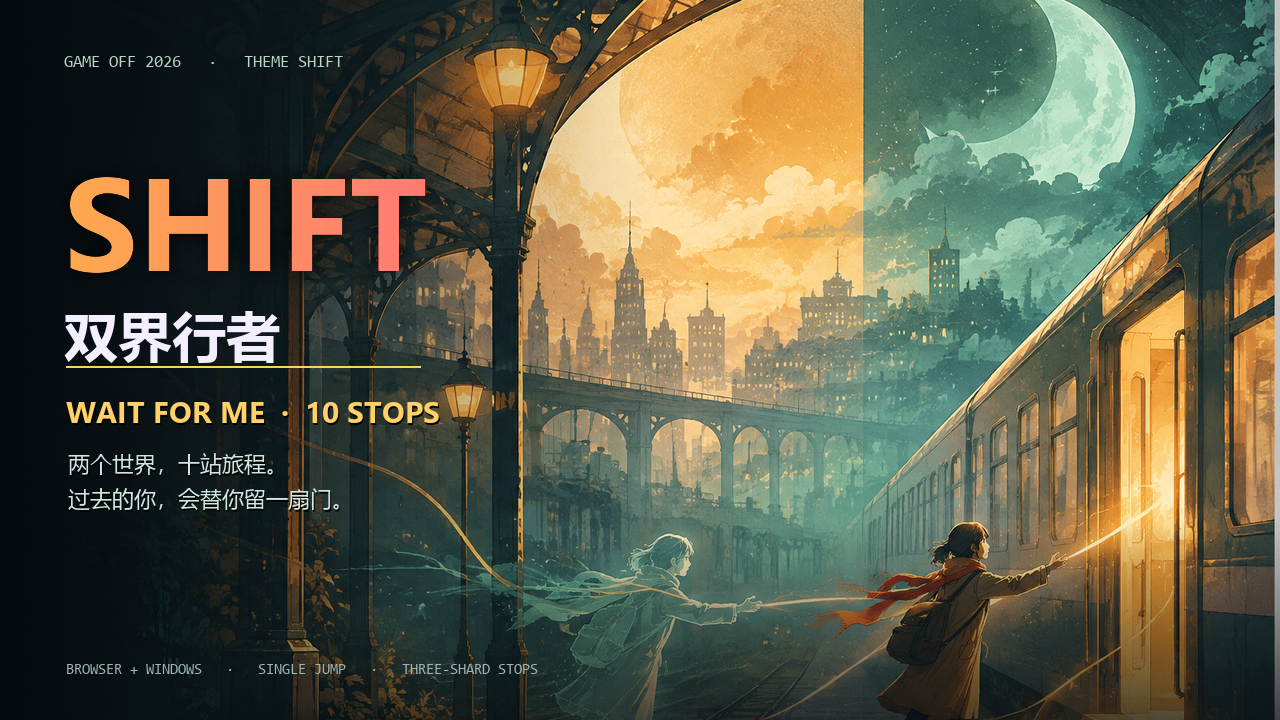 GAME OFF 2026 · THEME SHIFT
SHIFT
双界行者
WAIT FOR ME · 10 STOPS
两个世界，十站旅程。
过去的你，会替你留一扇门。
BROWSER + WINDOWS · SINGLE JUMP · THREE-SHARD STOPS